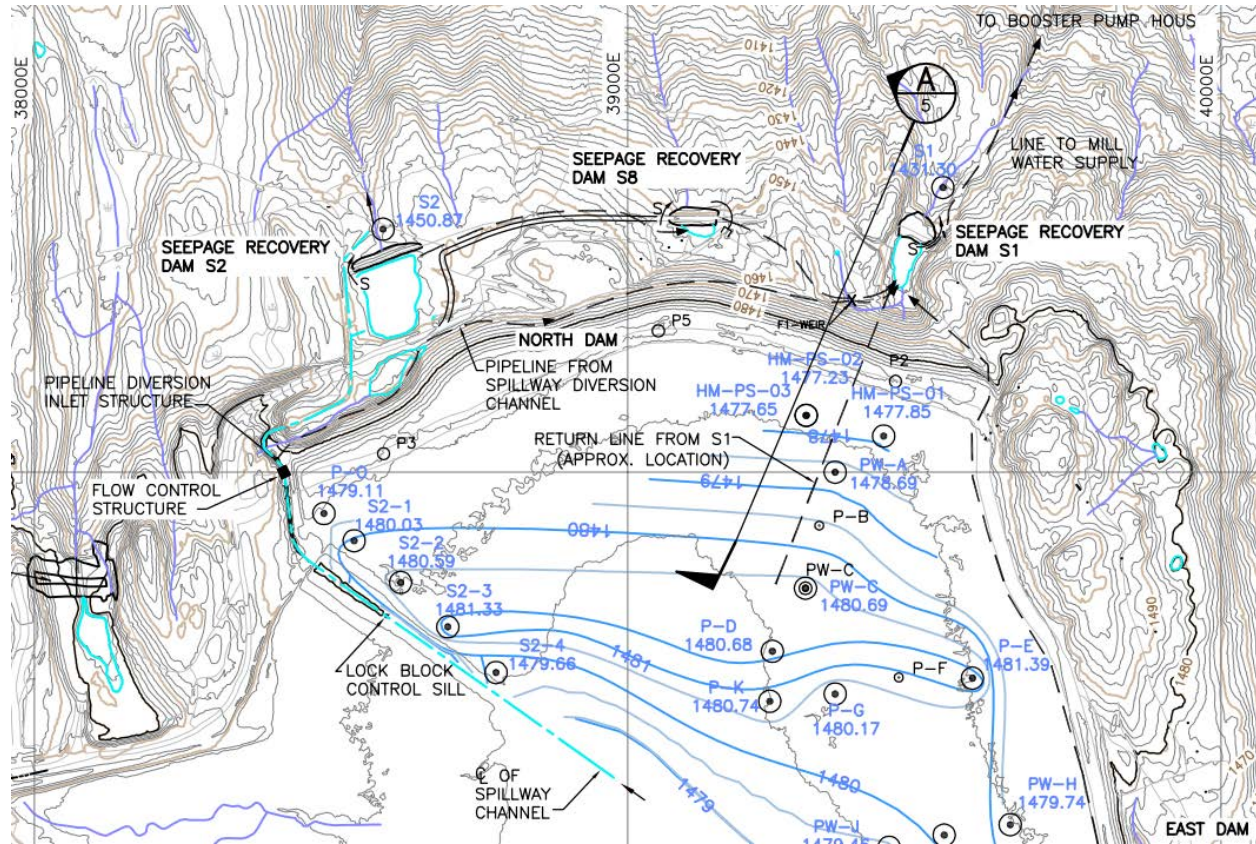 TO BOOSTER PUMP HOUS
38000E
39000E
40000E
1410
1420
1430
1440
1450
A
5
S1
1431.30
LINE TO MILL
WATER SUPPLY
SEEPAGE RECOVERY
DAM S8
S2
1450.87
SEEPAGE RECOVERY
DAM S2
S
S
S
SEEPAGE RECOVERY
DAM S1
1460
1470
1480
X
F1-WEIR
NORTH DAM
P5
P2
PIPELINE FROM
SPILLWAY DIVERSION
CHANNEL
PIPELINE DIVERSION
INLET STRUCTURE
HM-PS-02
1477.23
HM-PS-03
1477.65
HM-PS-01
1477.85
1478
P3
RETURN LINE FROM S1
(APPROX. LOCATION)
PW-A
1478.69
1479
FLOW CONTROL
STRUCTURE
P-O
1479.11
S2-1
1480.03
S2-2
1480.59
1480
P-B
PW-C
PW-C
1480.69
S2-3
1481.33
S2-4
1479.66
P-D
1480.68
1481
P-E
1481.39
P-F
P-K
1480.74
P-G
1480.17
LOCK BLOCK
CONTROL SILL
1490
1480
1470
℄ OF
SPILLWAY
CHANNEL
1480
1479
PW-H
1479.74
PW-J
EAST DAM